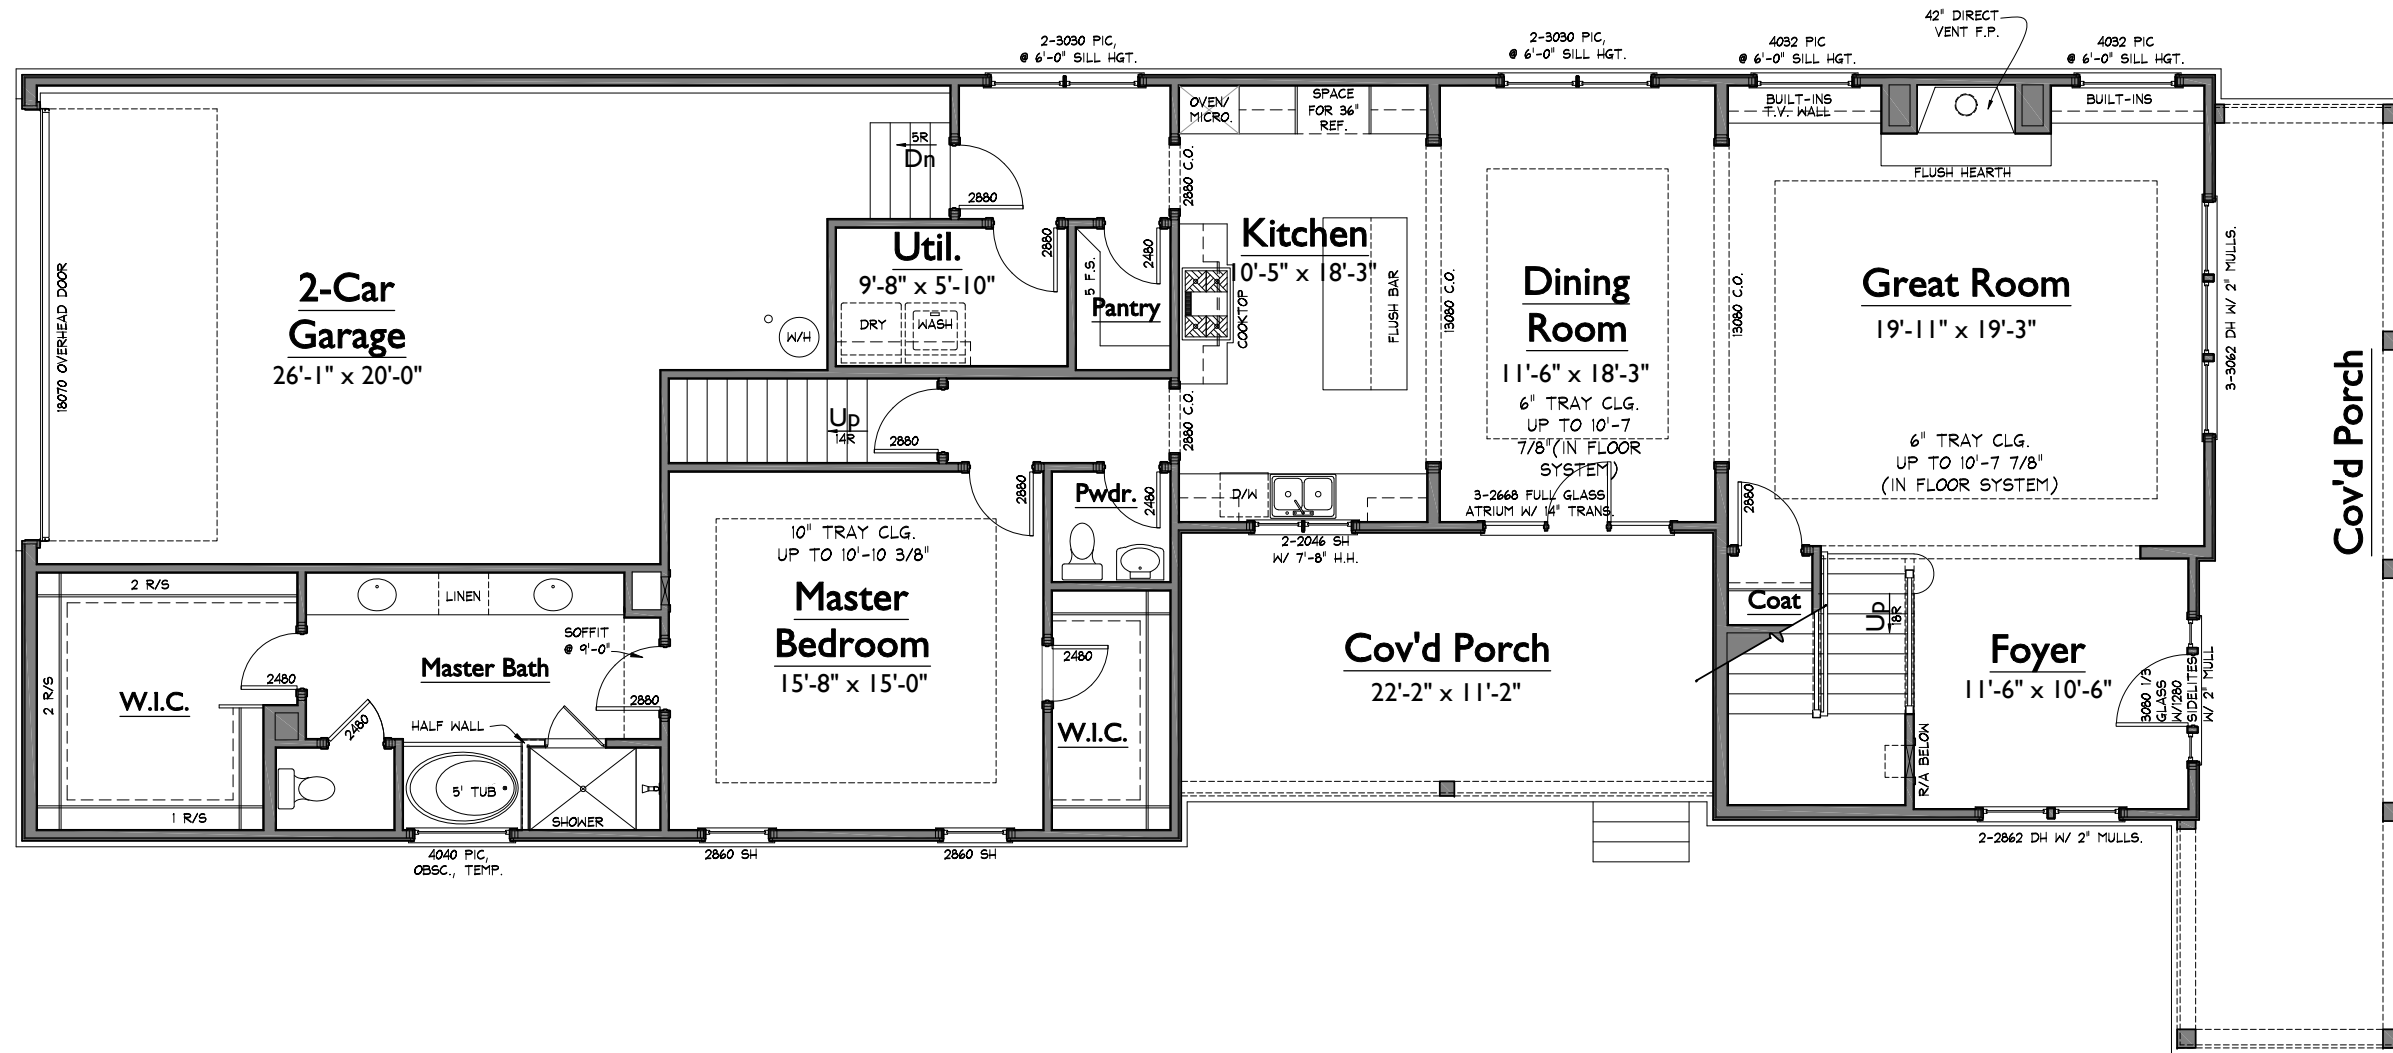 42" DIRECT
VENT F.P.
2-3030 PIC,
@ 6'-0" SILL HGT.
2-3030 PIC,
@ 6'-0" SILL HGT.
4032 PIC
@ 6'-0" SILL HGT.
4032 PIC
@ 6'-0" SILL HGT.
OVEN/
MICRO.
SPACE
FOR 36"
REF.
BUILT-INS
T.V. WALL
BUILT-INS
FLUSH HEARTH
5R
Dn
2880
2880 C.O.
18070 OVERHEAD DOOR
2-Car
Garage
26'-1" x 20'-0"
Util.
9'-8" x 5'-10"
2880
DRY
WASH
W/H
2480
5 F.S.
Pantry
Kitchen
10'-5" x 18'-3"
COOKTOP
FLUSH BAR
13080 C.O.
Dining
Room
11'-6" x 18'-3"
6" TRAY CLG.
UP TO 10'-7
7/8"(IN FLOOR
SYSTEM)
13080 C.O.
Great Room
19'-11" x 19'-3"
6" TRAY CLG.
UP TO 10'-7 7/8"
(IN FLOOR SYSTEM)
3-3062 DH W/ 2" MULLS.
Cov'd Porch
Up
14R
2880
2880 C.O.
2880
Pwdr.
2480
D/W
3-2668 FULL GLASS
ATRIUM W/ 14" TRANS.
2-2046 SH
W/ 7'-8" H.H.
2880
10" TRAY CLG.
UP TO 10'-10 3/8"
Master
Bedroom
15'-8" x 15'-0"
2 R/S
2 R/S
W.I.C.
2480
1 R/S
LINEN
SOFFIT
@ 9'-0"
Master Bath
2880
HALF WALL
2480
5' TUB
SHOWER
2480
W.I.C.
Cov'd Porch
22'-2" x 11'-2"
Coat
Up
18R
R/A BELOW
Foyer
11'-6" x 10'-6"
3080 1/3
GLASS
W/1280
SIDELITES
W/ 2" MULL
4040 PIC,
OBSC., TEMP.
2860 SH
2860 SH
2-2862 DH W/ 2" MULLS.